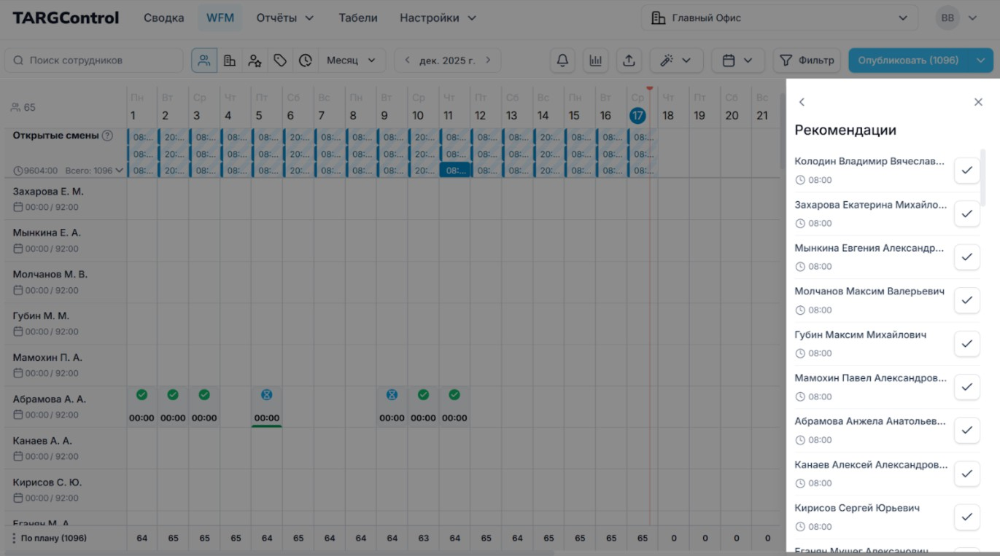 TARGControl Сводка WFM Отчёты Табели Настройки Главный Офис ВВ
Поиск сотрудников Месяц дек. 2025 г. Фильтр Опубликовать (1096)
Пн Вт Ср Чт Пт Сб Вс Пн Вт Ср Чт Пт Сб Вс Пн Вт Ср Чт Пт Сб Вс
65
1 2 3 4 5 6 7 8 9 10 11 12 13 14 15 16 17 18 19 20 21
Открытые смены ?
08:... 20:... 08:... 08:... 08:... 20:... 08:... 08:... 08:... 20:... 08:... 08:... 08:... 20:... 08:... 08:... 08:...
08:... 20:... 08:... 08:... 08:... 20:... 08:... 08:... 08:... 20:... 08:... 08:... 08:... 20:... 08:... 08:... 08:...
9604:00 Всего: 1096 08:... 20:... 08:... 08:... 08:... 20:... 08:... 08:... 08:... 20:... 08:... 08:... 08:... 20:... 08:... 08:... 08:...
Захарова Е. М.
00:00 / 92:00
Мынкина Е. А.
00:00 / 92:00
Молчанов М. В.
00:00 / 92:00
Губин М. М.
00:00 / 92:00
Мамохин П. А.
00:00 / 92:00
Абрамова А. А.
00:00 / 92:00 00:00 00:00 00:00 00:00 00:00 00:00 00:00
Канаев А. А.
00:00 / 92:00
Кирисов С. Ю.
00:00 / 92:00
Еганян М. А.
По плану (1096) 64 65 65 65 64 65 64 64 64 63 64 65 64 65 65 65 65 0 0 0 0
Рекомендации
Колодин Владимир Вячеслав...
08:00
Захарова Екатерина Михайло...
08:00
Мынкина Евгения Александр...
08:00
Молчанов Максим Валерьевич
08:00
Губин Максим Михайлович
08:00
Мамохин Павел Александров...
08:00
Абрамова Анжела Анатольев...
08:00
Канаев Алексей Александров...
08:00
Кирисов Сергей Юрьевич
08:00
Еганян Мушег Алексанович